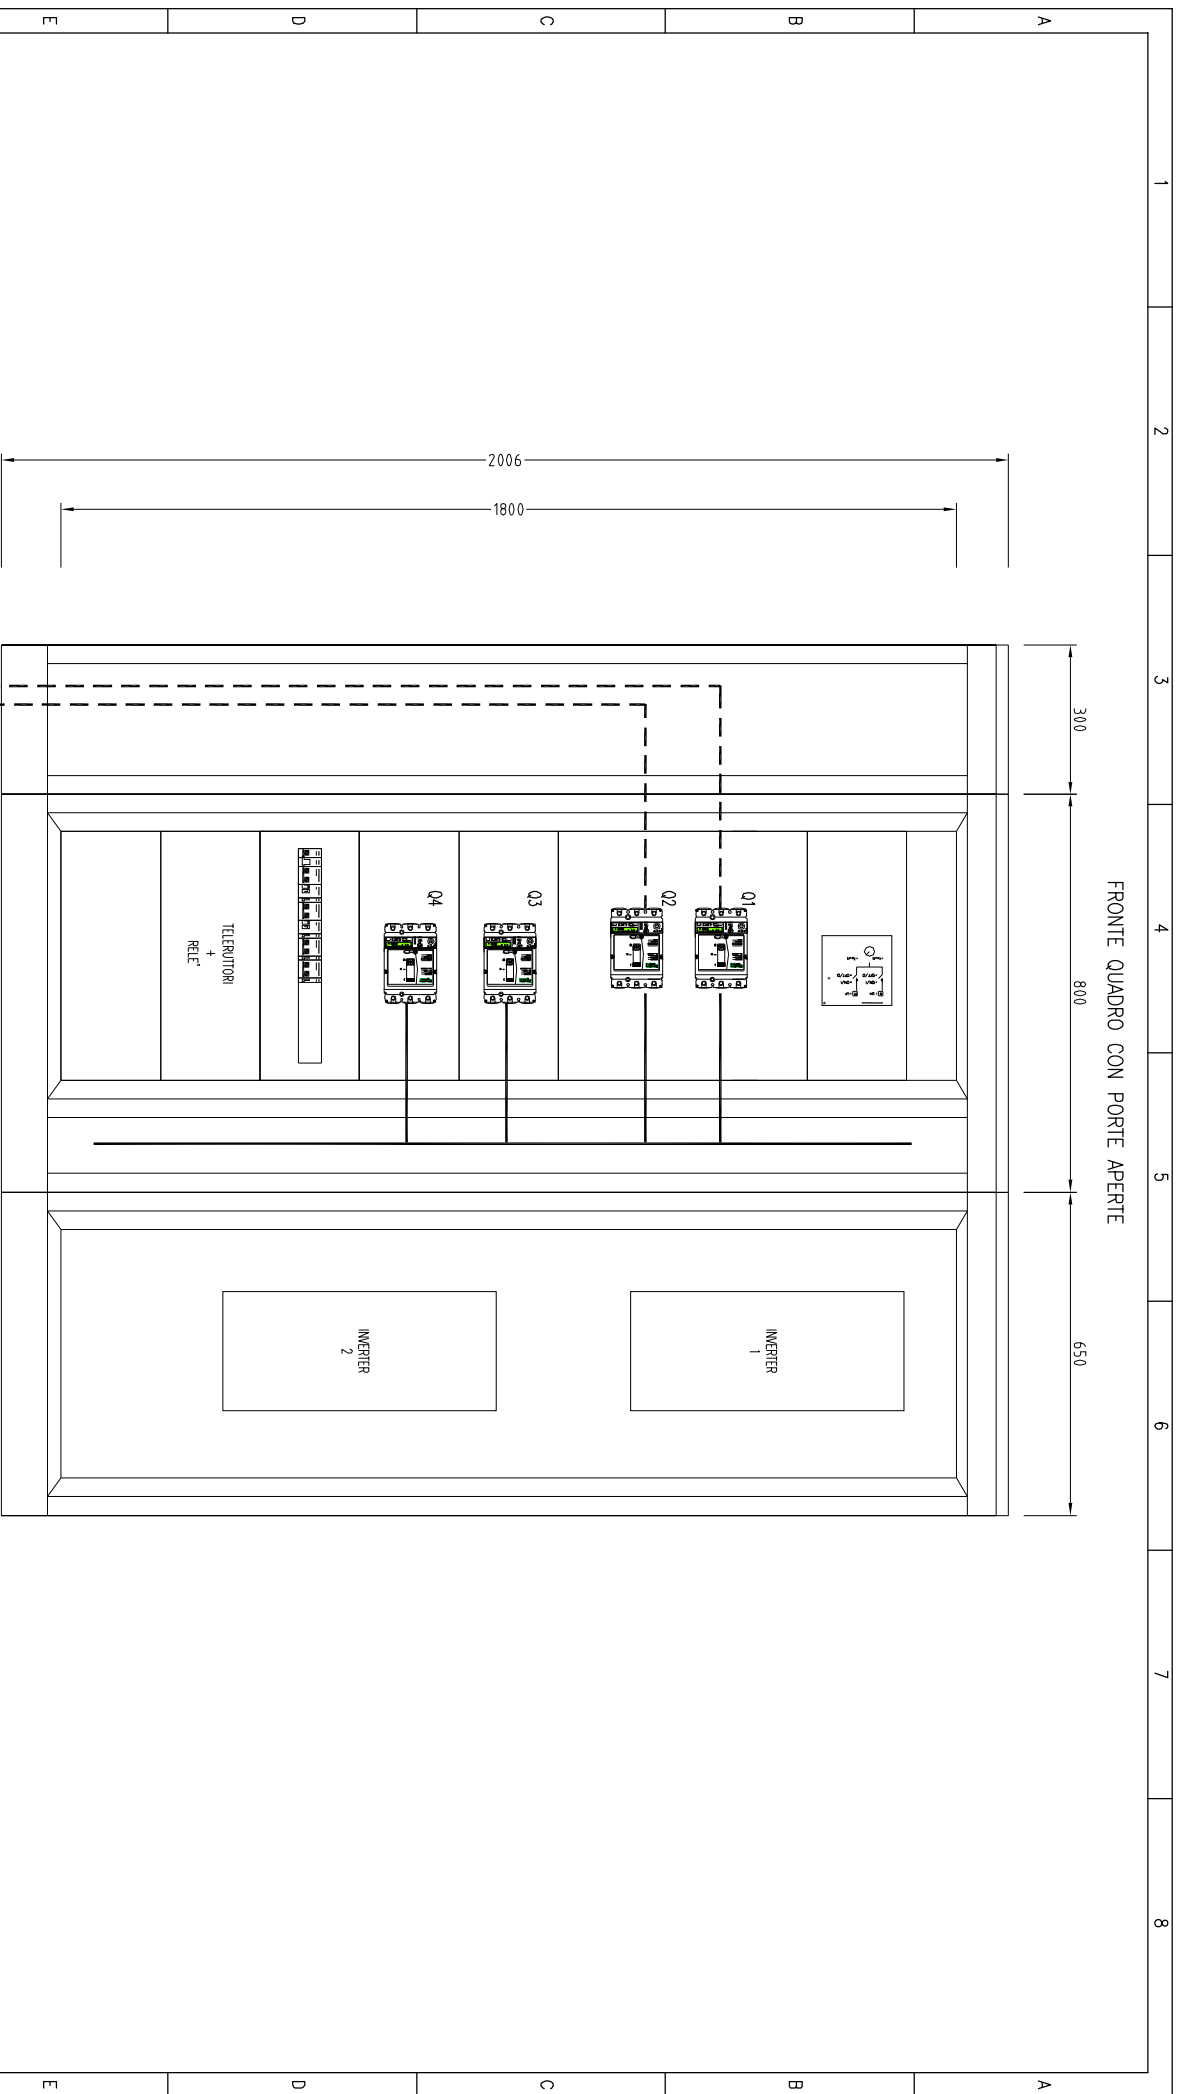 1 2 3 4 5 6 7 8
A A
B B
C C
D D
E E
FRONTE QUADRO CON PORTE APERTE
300 800 650
2006
1800
Q1
Q2
Q3
Q4
TELERUTTORI
+
RELE'
INVERTER
1
INVERTER
2